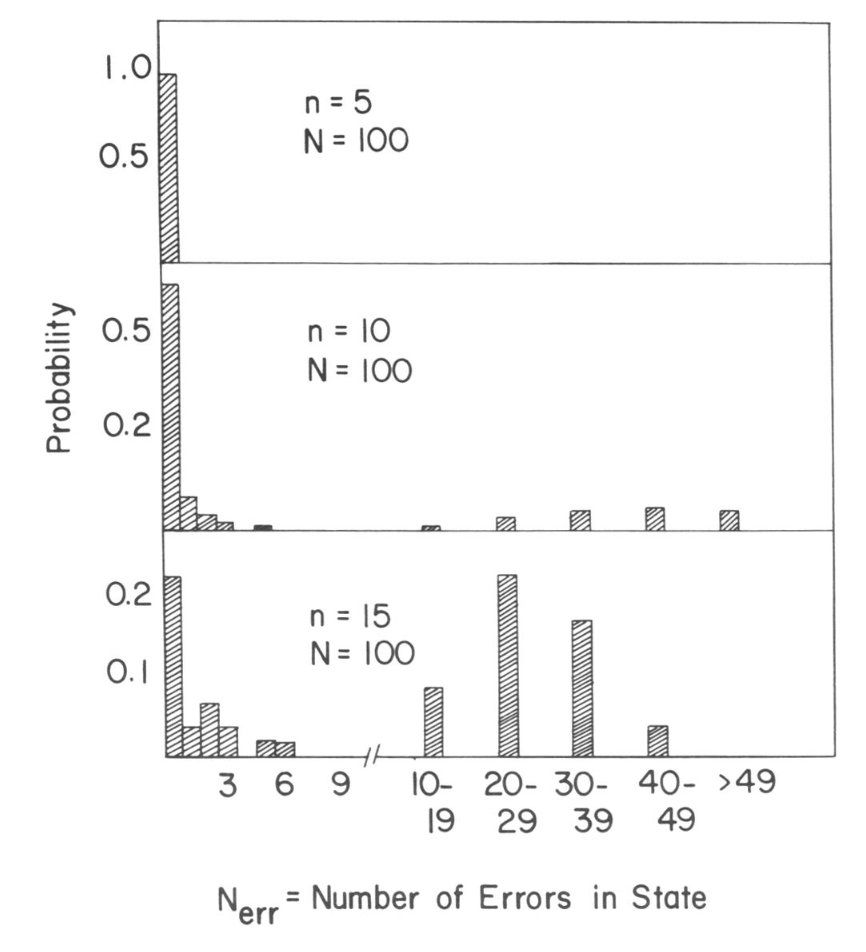 1.0
0.5
n = 5
N = 100
Probability
0.5
0.2
n = 10
N = 100
0.2
0.1
n = 15
N = 100
3 6 9 10- 20- 30- 40- >49
19 29 39 49
Nerr = Number of Errors in State